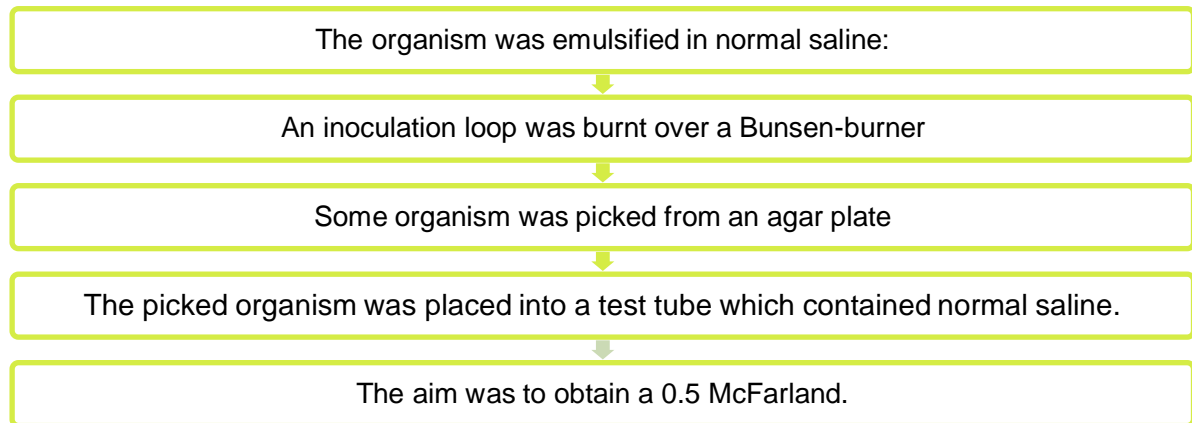 The organism was emulsified in normal saline:
An inoculation loop was burnt over a Bunsen-burner
Some organism was picked from an agar plate
The picked organism was placed into a test tube which contained normal saline.
The aim was to obtain a 0.5 McFarland.